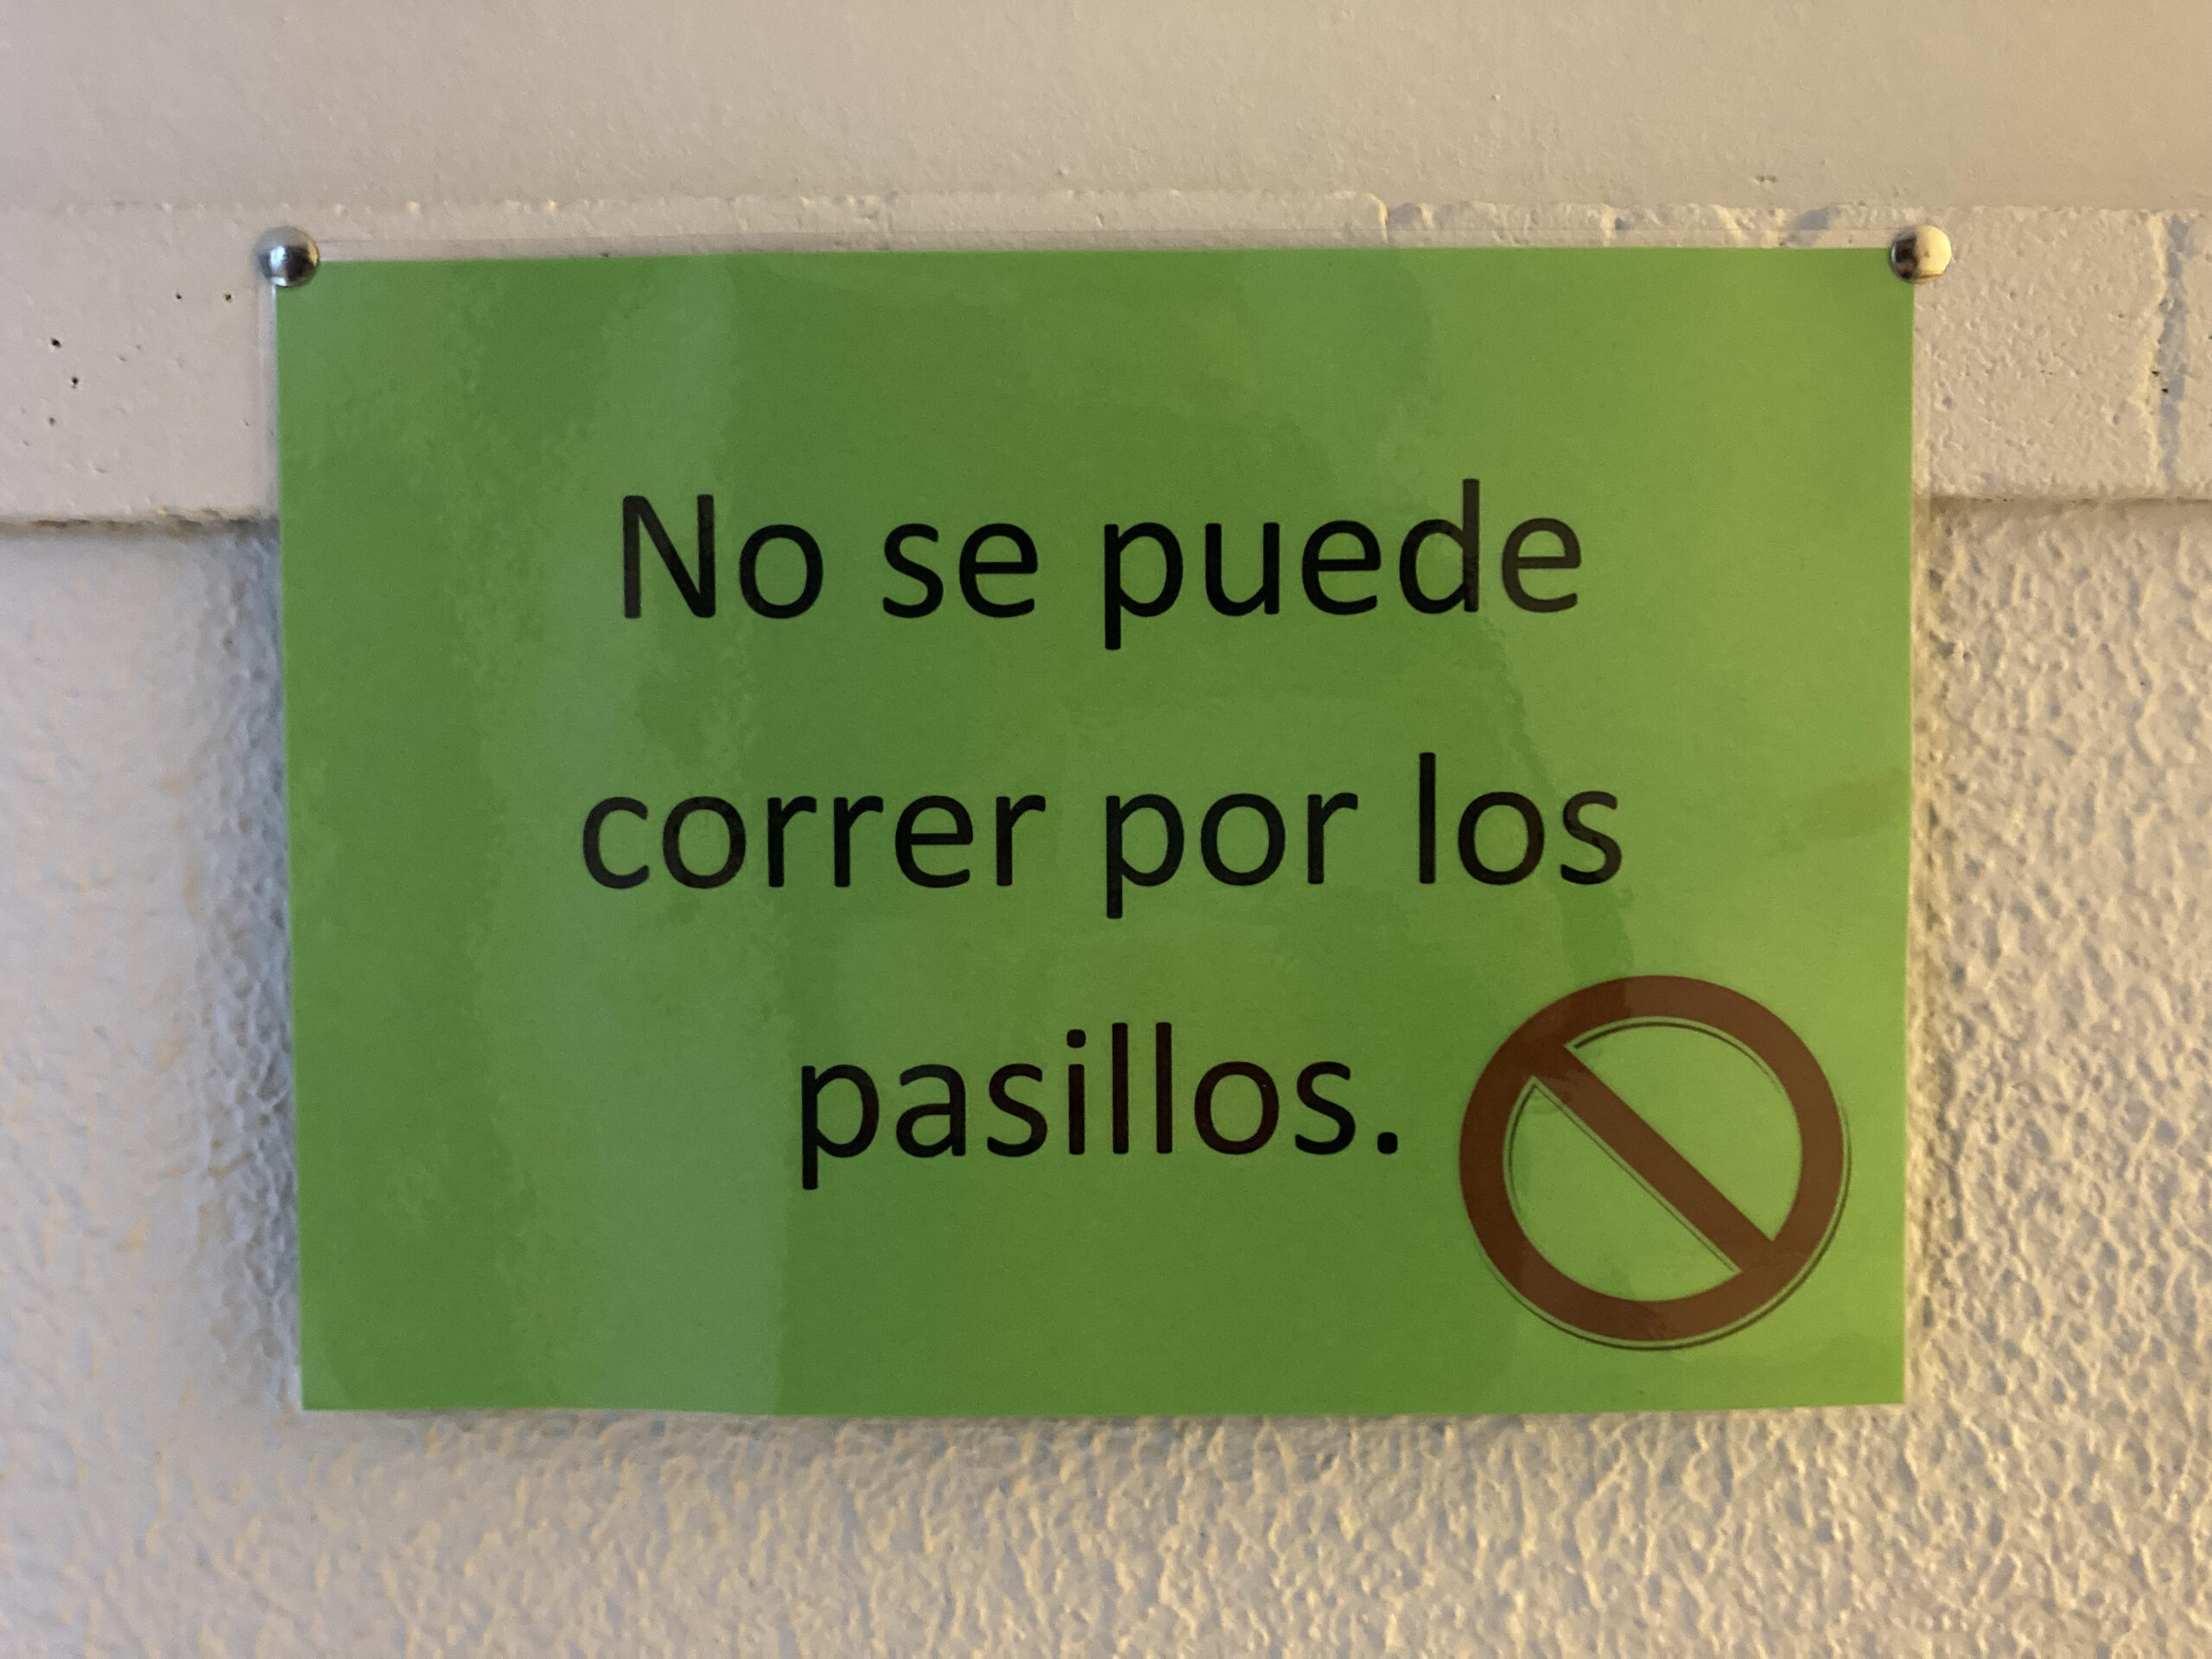 No se puede
correr por los
pasillos.